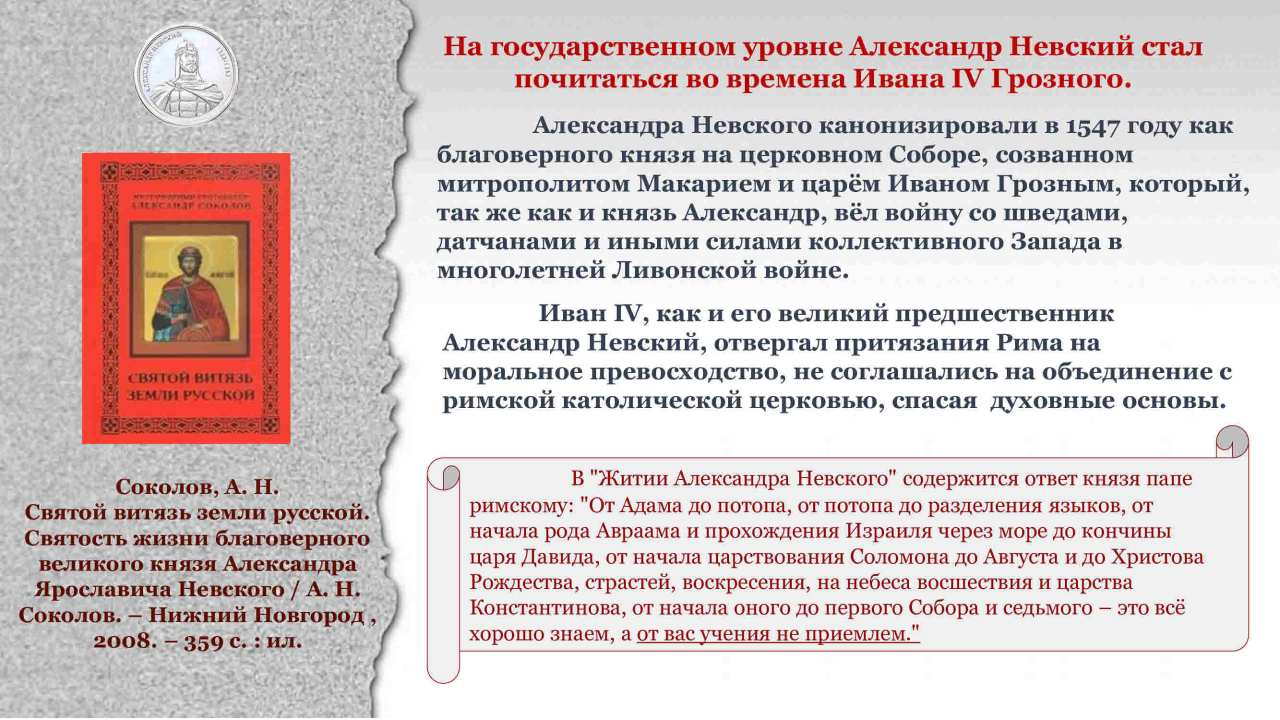 На государственном уровне Александр Невский стал
почитаться во времена Ивана IV Грозного.
Александра Невского канонизировали в 1547 году как
благоверного князя на церковном Соборе, созванном
митрополитом Макарием и царём Иваном Грозным, который,
так же как и князь Александр, вёл войну со шведами,
датчанами и иными силами коллективного Запада в
многолетней Ливонской войне.
Иван IV, как и его великий предшественник
Александр Невский, отвергал притязания Рима на
моральное превосходство, не соглашались на объединение с
римской католической церковью, спасая духовные основы.
В "Житии Александра Невского" содержится ответ князя папе
римскому: "От Адама до потопа, от потопа до разделения языков, от
начала рода Авраама и прохождения Израиля через море до кончины
царя Давида, от начала царствования Соломона до Августа и до Христова
Рождества, страстей, воскресения, на небеса восшествия и царства
Константинова, от начала оного до первого Собора и седьмого – это всё
хорошо знаем, а от вас учения не приемлем."
АЛЕКСАНДР СОКОЛОВ
СВЯТОЙ ВИТЯЗЬ
ЗЕМЛИ РУССКОЙ
Соколов, А. Н.
Святой витязь земли русской.
Святость жизни благоверного
великого князя Александра
Ярославича Невского / А. Н.
Соколов. – Нижний Новгород ,
2008. – 359 с. : ил.